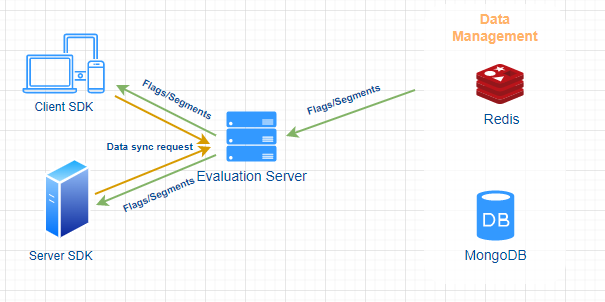 Data
Management
Flags/Segments
Flags/Segments
Client SDK
Redis
Data sync request
Evaluation Server
Flags/Segments
DB
Server SDK
MongoDB